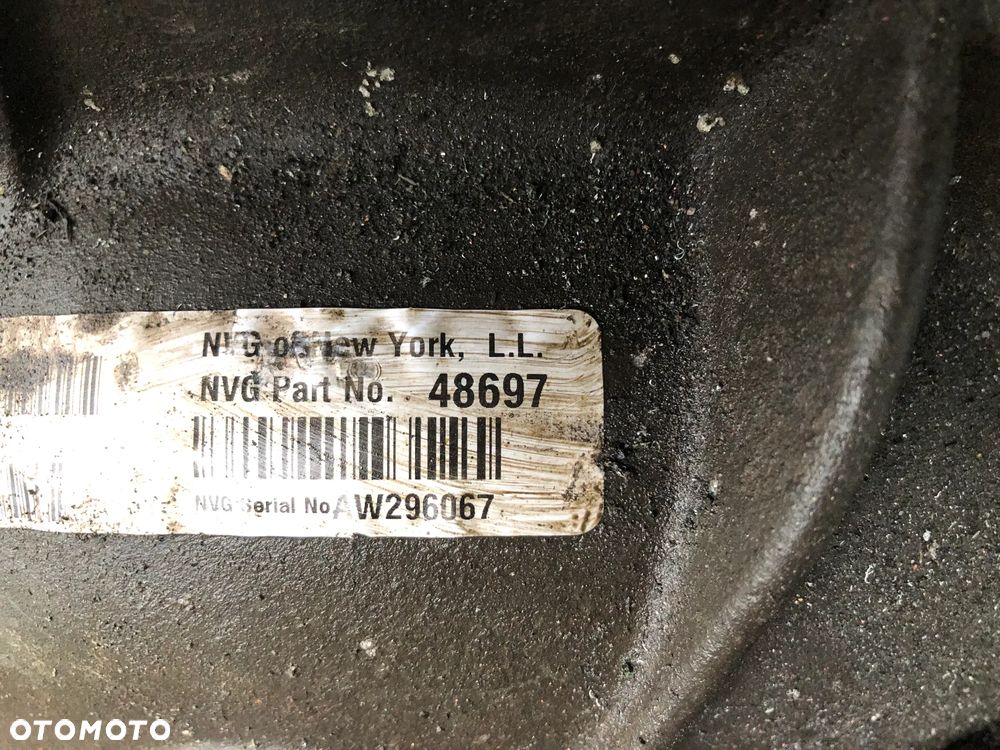 NVG of New York, L.L.
NVG Part No. 48697
NVG Serial No AW296067
OTOMOTO